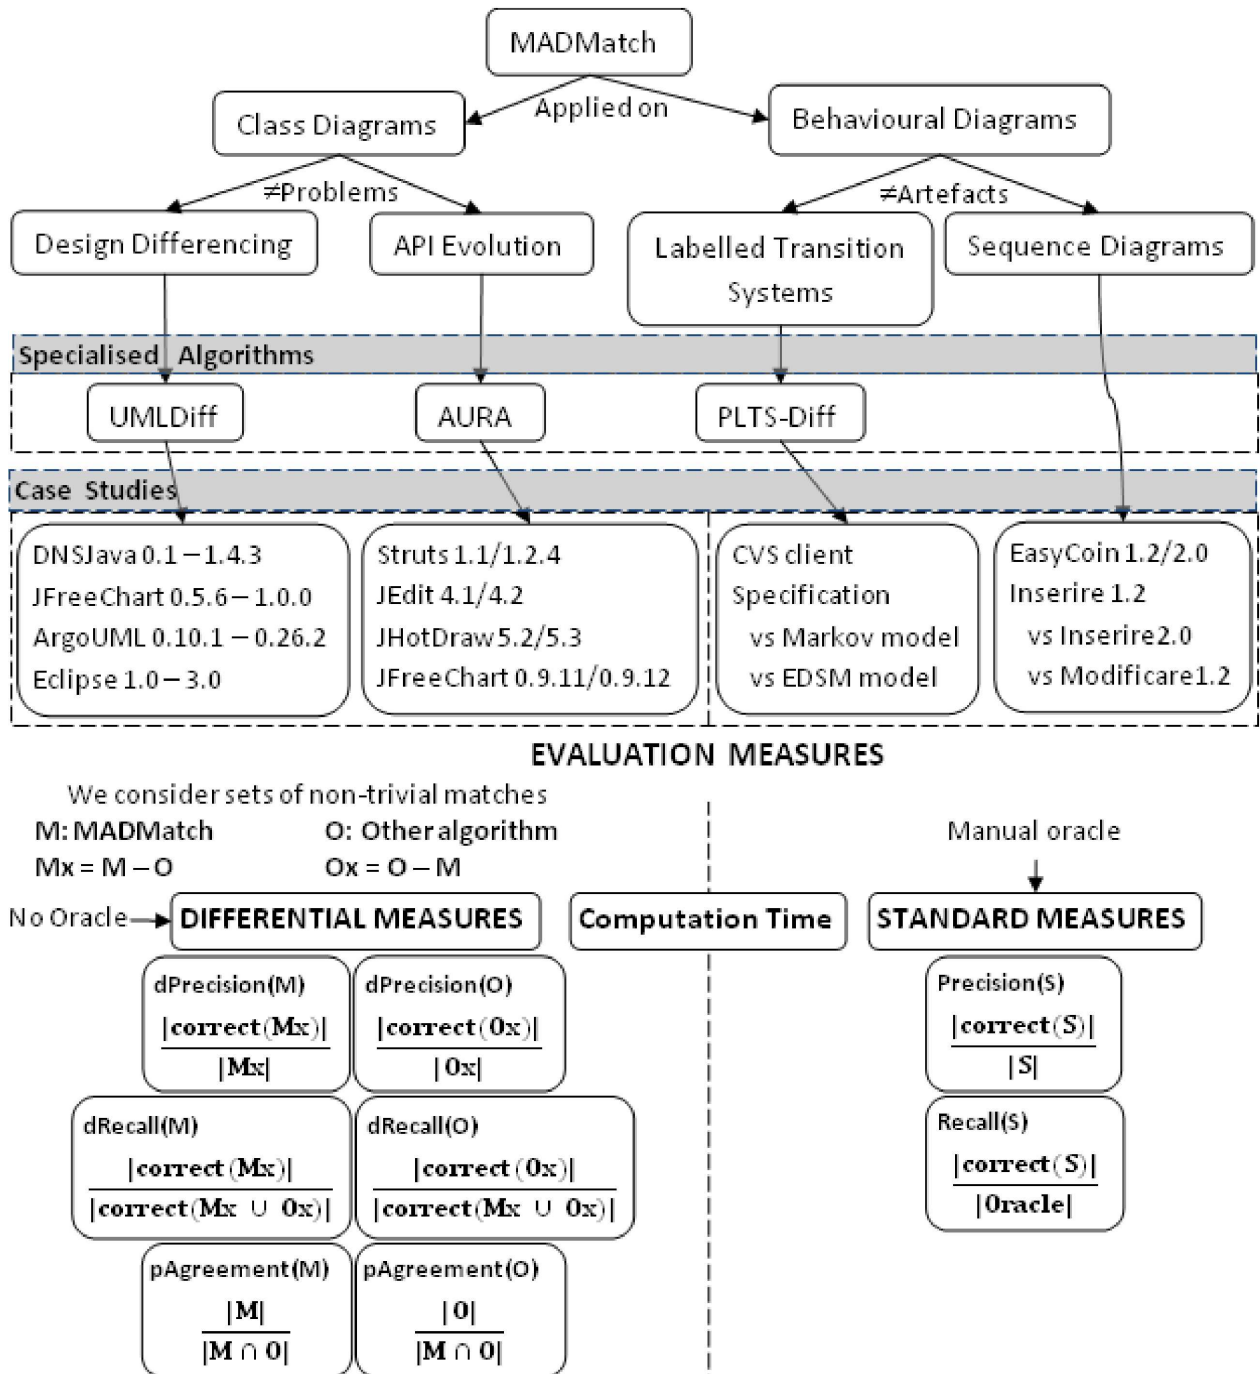 MADMatch
Applied on
Class Diagrams
Behavioural Diagrams
≠Problems
≠Artefacts
Design Differencing
API Evolution
Labelled Transition
Systems
Sequence Diagrams
Specialised Algorithms
UMLDiff
AURA
PLTS-Diff
Case Studies
DNSJava 0.1 – 1.4.3
JFreeChart 0.5.6 – 1.0.0
ArgoUML 0.10.1 – 0.26.2
Eclipse 1.0 – 3.0
Struts 1.1/1.2.4
JEdit 4.1/4.2
JHotDraw 5.2/5.3
JFreeChart 0.9.11/0.9.12
CVS client
Specification
vs Markov model
vs EDSM model
EasyCoin 1.2/2.0
Inserire 1.2
vs Inserire2.0
vs Modificare1.2
EVALUATION MEASURES
We consider sets of non-trivial matches
M: MADMatch
O: Other algorithm
Mx = M – O
Ox = O – M
Manual oracle
No Oracle
DIFFERENTIAL MEASURES
Computation Time
STANDARD MEASURES
dPrecision(M)
|correct(Mx)|
|Mx|
dPrecision(O)
|correct(Ox)|
|Ox|
Precision(S)
|correct(S)|
|S|
dRecall(M)
|correct(Mx)|
|correct(Mx ∪ Ox)|
dRecall(O)
|correct(Ox)|
|correct(Mx ∪ Ox)|
Recall(S)
|correct(S)|
|Oracle|
pAgreement(M)
|M|
|M ∩ O|
pAgreement(O)
|O|
|M ∩ O|